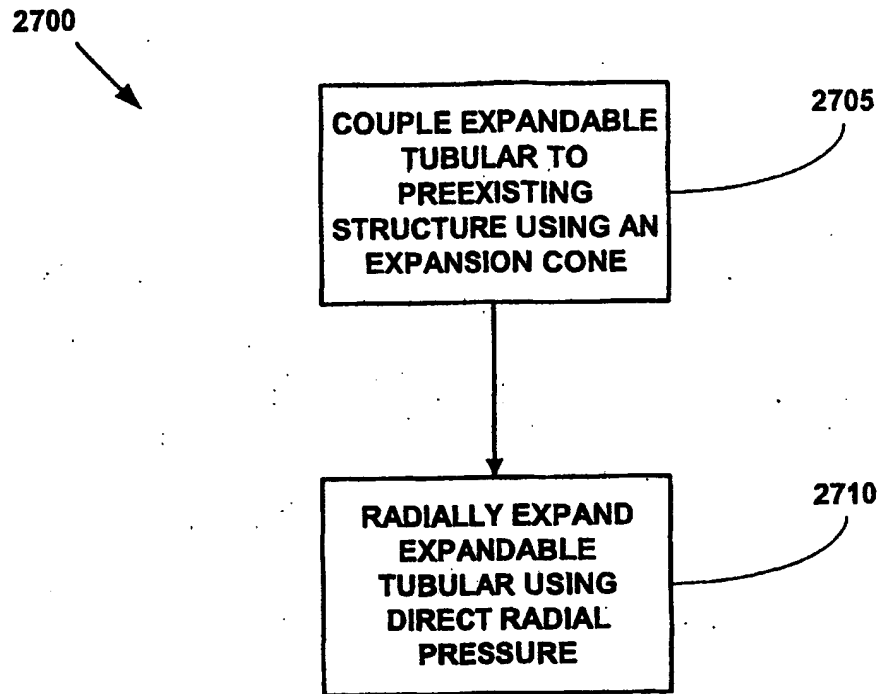 2700
COUPLE EXPANDABLE
TUBULAR TO
PREEXISTING
STRUCTURE USING AN
EXPANSION CONE
2705
RADIALLY EXPAND
EXPANDABLE
TUBULAR USING
DIRECT RADIAL
PRESSURE
2710